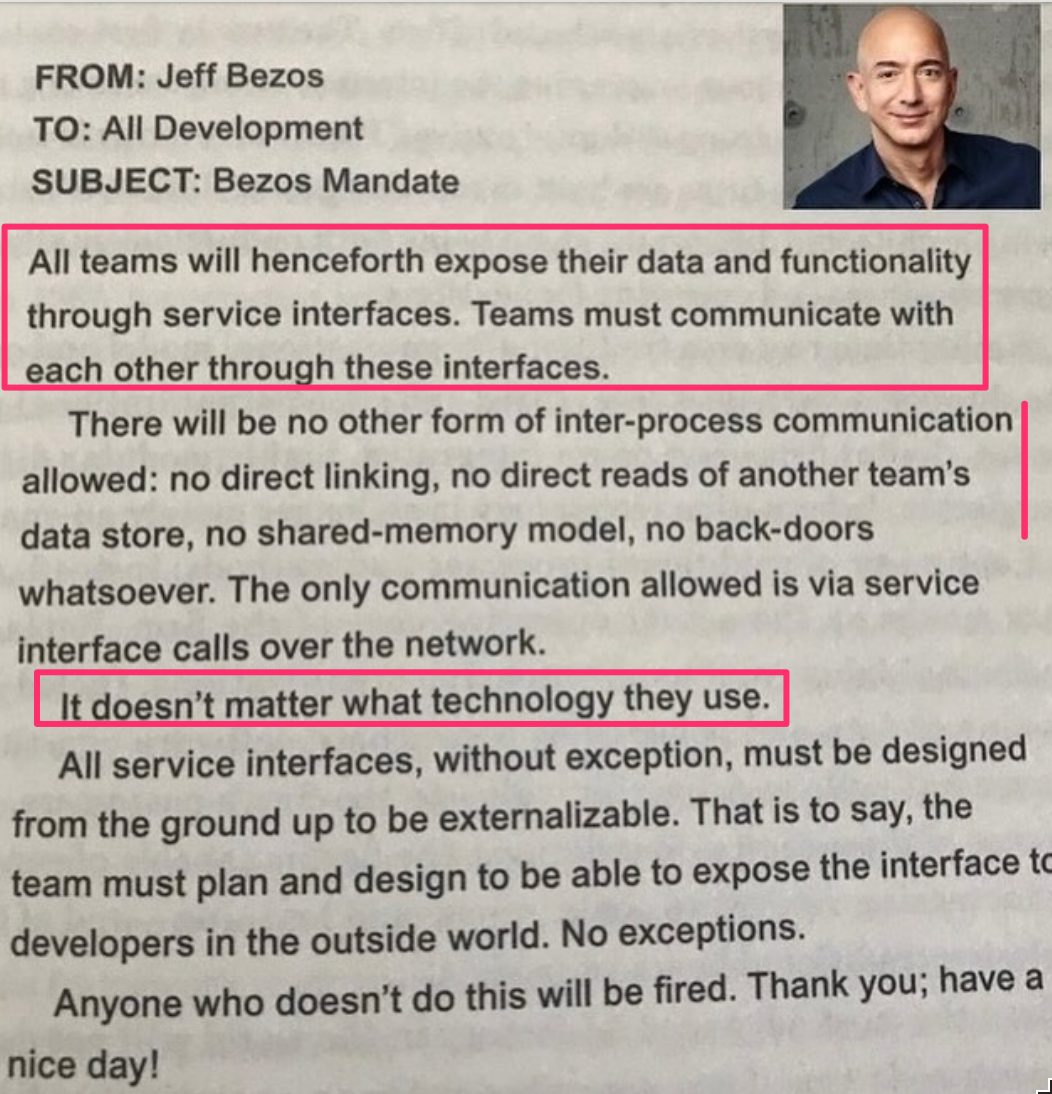 FROM: Jeff Bezos
TO: All Development
SUBJECT: Bezos Mandate
All teams will henceforth expose their data and functionality
through service interfaces. Teams must communicate with
each other through these interfaces.
There will be no other form of inter-process communication
allowed: no direct linking, no direct reads of another team’s
data store, no shared-memory model, no back-doors
whatsoever. The only communication allowed is via service
interface calls over the network.
It doesn’t matter what technology they use.
All service interfaces, without exception, must be designed
from the ground up to be externalizable. That is to say, the
team must plan and design to be able to expose the interface to
developers in the outside world. No exceptions.
Anyone who doesn’t do this will be fired. Thank you; have a
nice day!